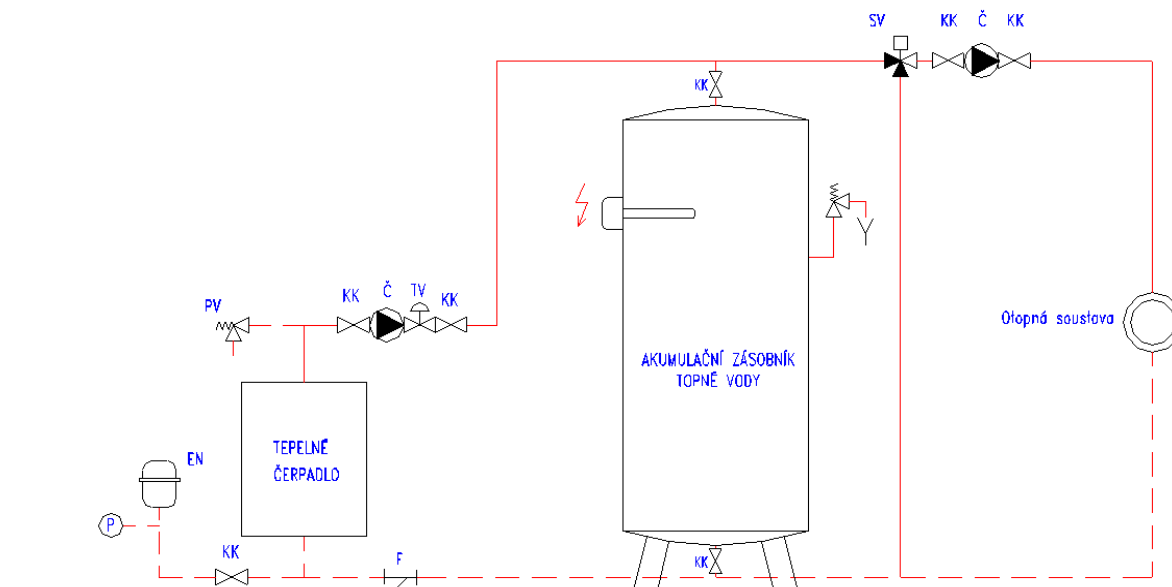 SV KK Č KK
KK
PV KK Č TV KK
Otopná soustava
AKUMULAČNÍ ZÁSOBNÍK
TOPNÉ VODY
TEPELNÉ
ČERPADLO
EN
P
KK F KK